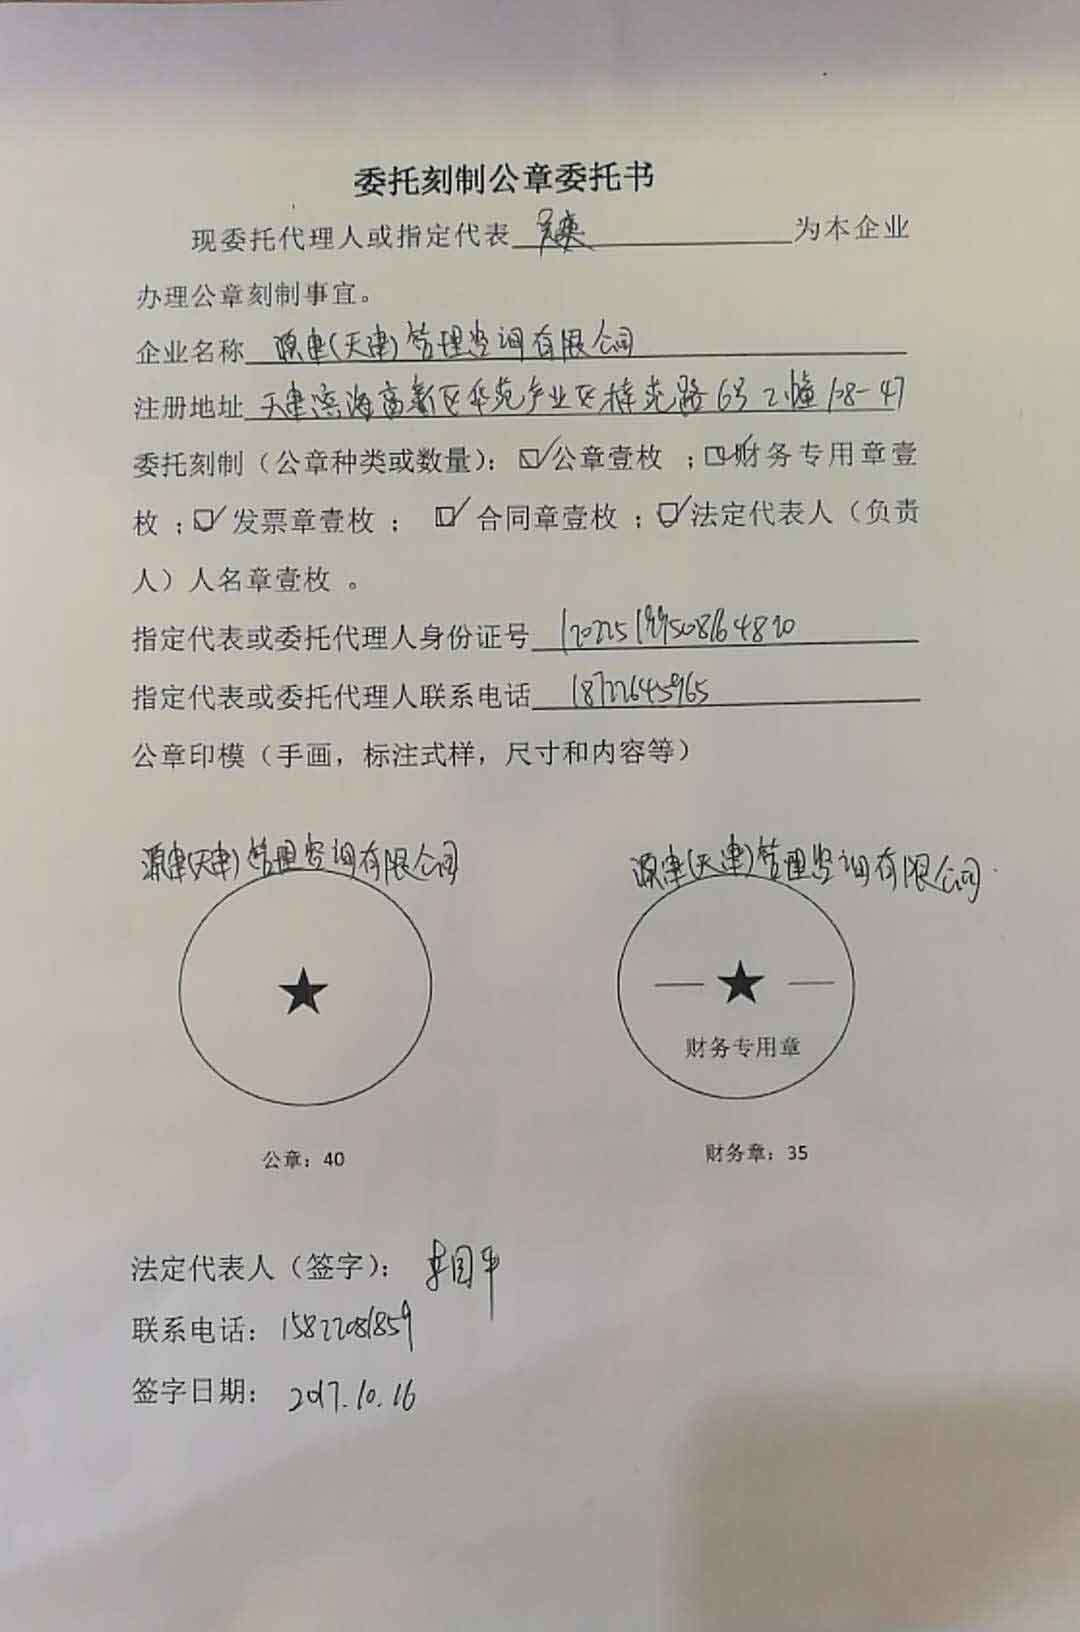 委托刻制公章委托书
现委托代理人或指定代表 为本企业
办理公章刻制事宜。
企业名称 源津(天津)管理咨询有限公司
注册地址 天津滨海高新区华苑产业区梓苑路6号2幢108-47
委托刻制（公章种类或数量）：☑公章壹枚 ；☑财务专用章壹
枚 ；☑发票章壹枚 ； ☑合同章壹枚 ；☑法定代表人（负责
人）人名章壹枚 。
指定代表或委托代理人身份证号 120225199508164820
指定代表或委托代理人联系电话 18722645965
公章印模（手画，标注式样，尺寸和内容等）
源津(天津)管理咨询有限公司
源津(天津)管理咨询有限公司
财务专用章
公章：40
财务章：35
法定代表人（签字）： 李国平
联系电话：15822081859
签字日期： 2017.10.16